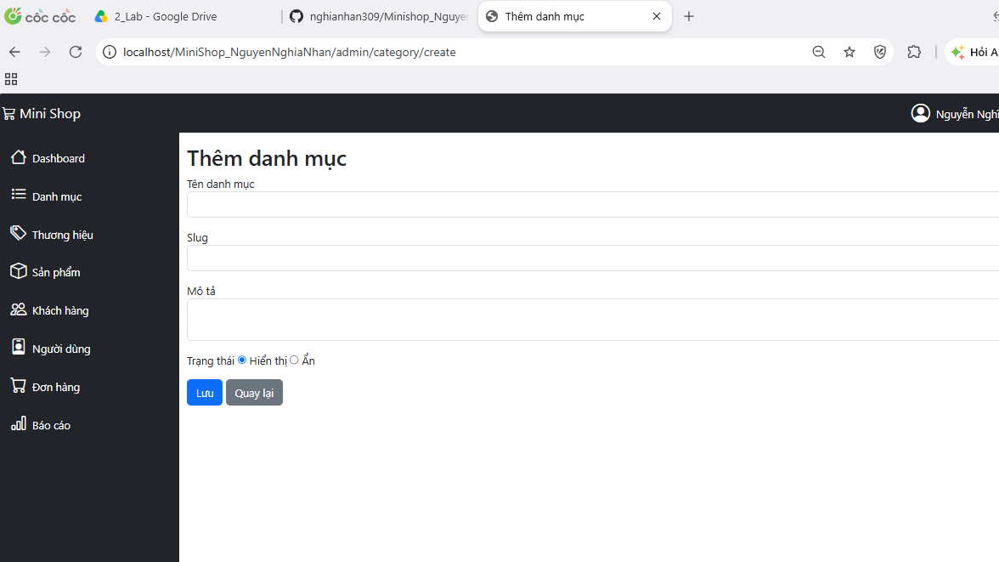 cốc cốc
2_Lab - Google Drive
nghianhan309/Minishop_Nguyen
Thêm danh mục
localhost/MiniShop_NguyenNghiaNhan/admin/category/create
Hỏi A
Mini Shop
Nguyễn Nghĩ
Dashboard
Danh mục
Thương hiệu
Sản phẩm
Khách hàng
Người dùng
Đơn hàng
Báo cáo
Thêm danh mục
Tên danh mục
Slug
Mô tả
Trạng thái Hiển thị Ẩn
Lưu Quay lại